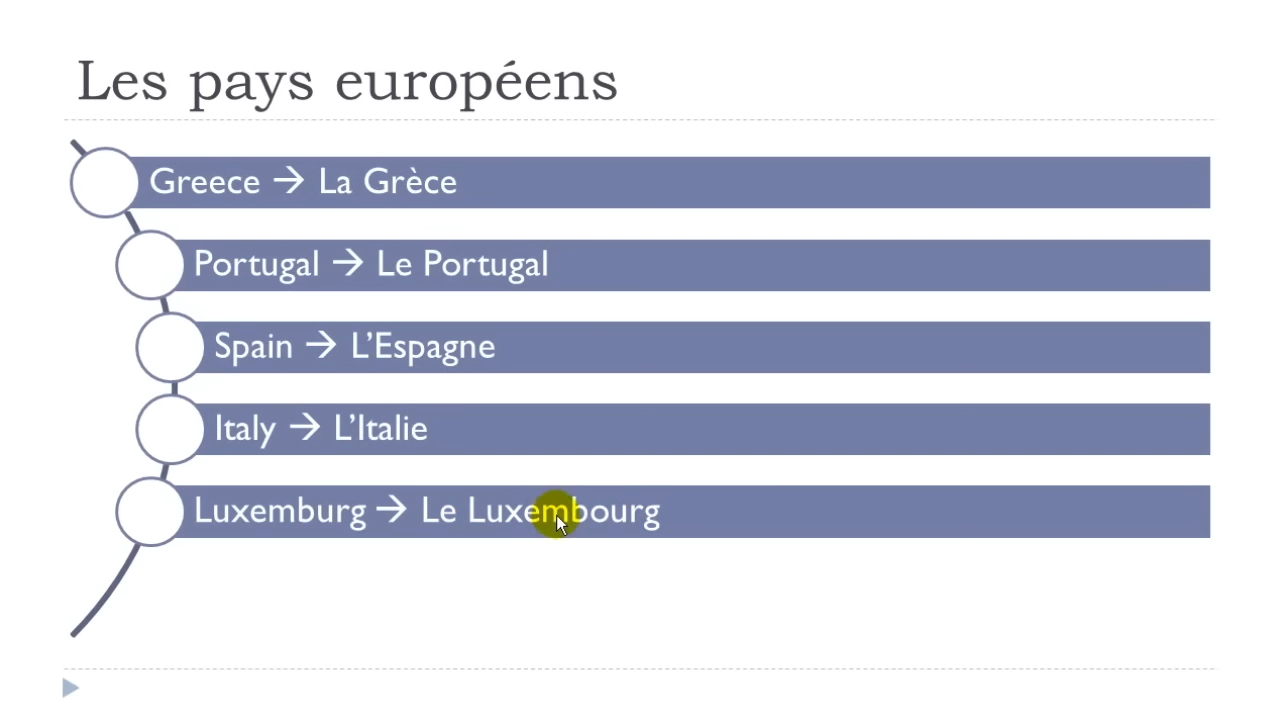 Les pays européens
Greece → La Grèce
Portugal → Le Portugal
Spain → L’Espagne
Italy → L’Italie
Luxemburg → Le Luxembourg